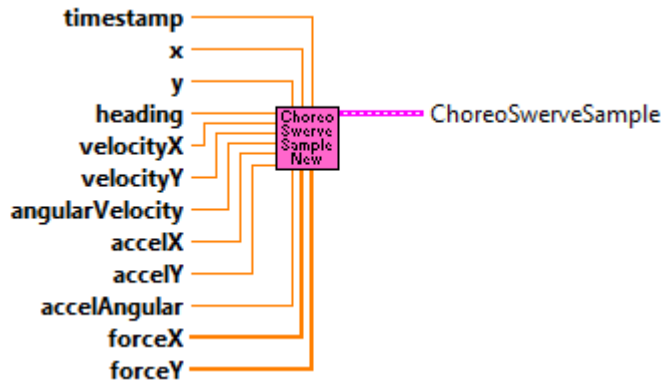 timestamp
x
y
heading
velocityX
velocityY
angularVelocity
accelX
accelY
accelAngular
forceX
forceY
Choreo
Swerve
Sample
New
ChoreoSwerveSample